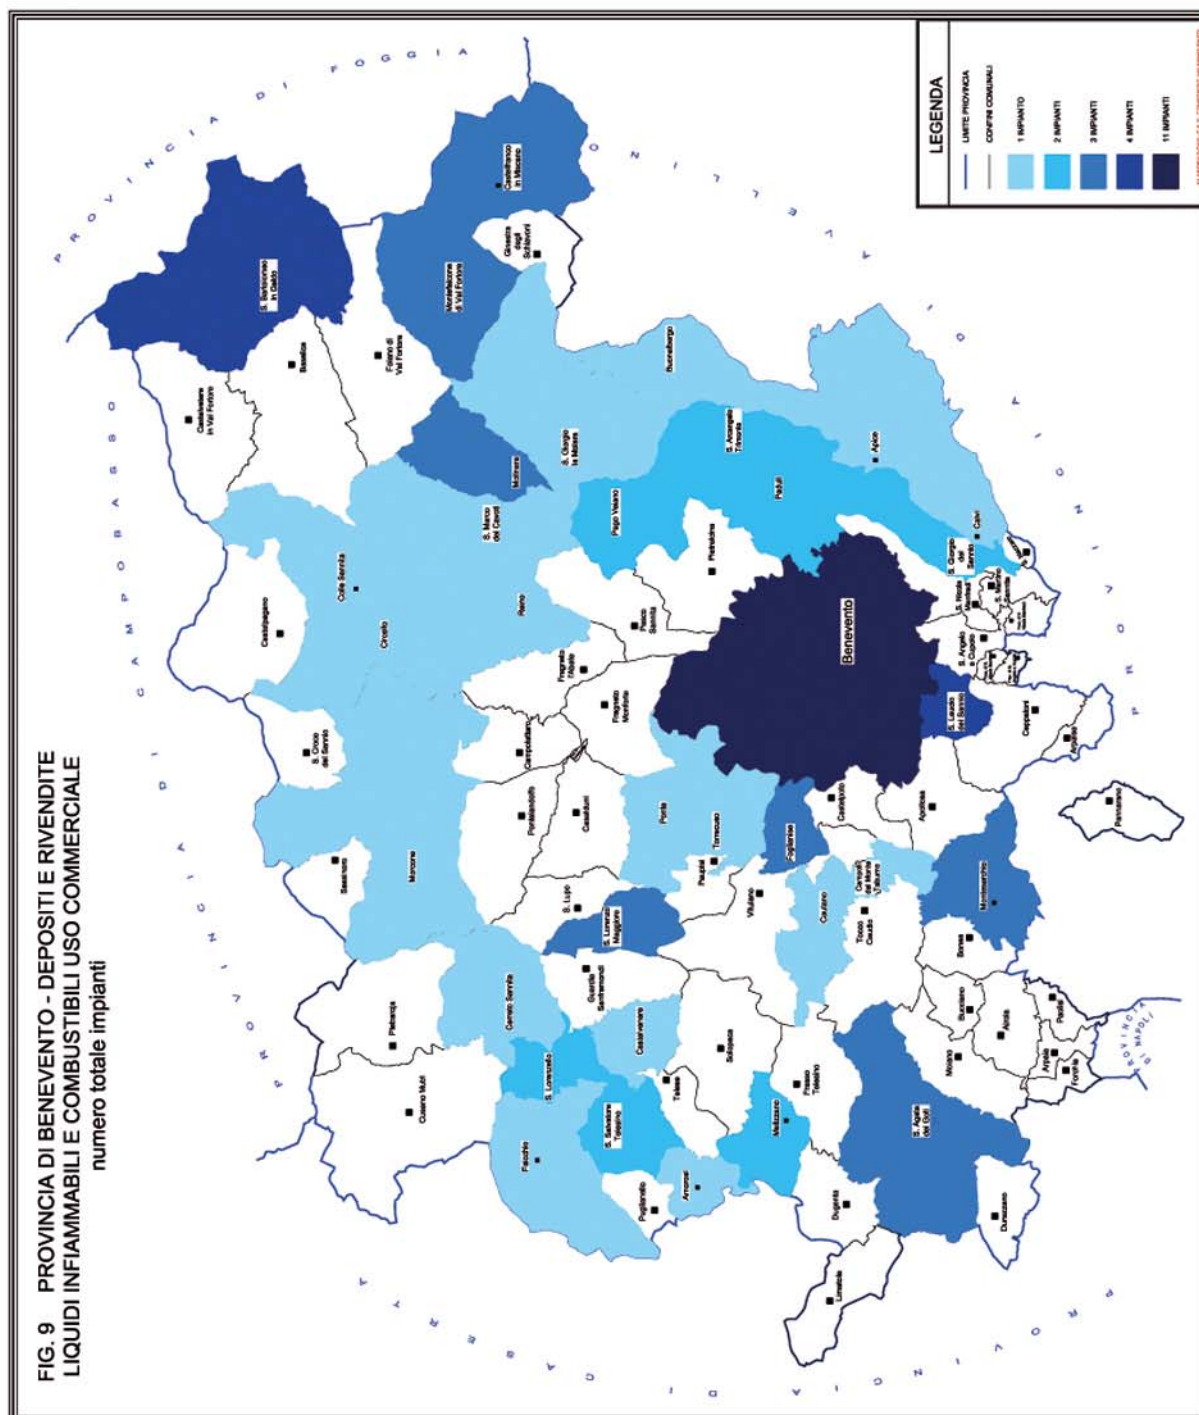 FIG. 9 PROVINCIA DI BENEVENTO - DEPOSITI E RIVENDITE
LIQUIDI INFIAMMABILI E COMBUSTIBILI USO COMMERCIALE
numero totale impianti
LEGENDA
LIMITE PROVINCIA
CONFINI COMUNALI
1 IMPIANTO
2 IMPIANTI
3 IMPIANTI
4 IMPIANTI
11 IMPIANTI
PROVINCIA DI CAMPOBASSO
PROVINCIA DI FOGGIA
PROVINCIA DI AVELLINO
PROVINCIA DI CASERTA
PROVINCIA
DI NAPOLI
S. Bartolomeo
in Galdo
Castelvetere
in Val Fortore
Baselice
Foiano di
Val Fortore
Montefalcone
di Val Fortore
Castelfranco
in Miscano
Ginestra
degli
Schiavoni
Castelpagano
Colle Sannita
Circello
Reino
S. Marco
dei Cavoti
Molinara
S. Giorgio
la Molara
Buonalbergo
S. Arcangelo
Trimonte
Paduli
Apice
Pago Veiano
Pietrelcina
Pesco
Sannita
Fragneto
l'Abate
Fragneto
Monforte
Campolattaro
S. Croce
del Sannio
Sassinoro
Morcone
Pontelandolfo
Casalduni
Ponte
Torrecuso
Paupisi
Foglianise
Castelpoto
Apollosa
Benevento
S. Leucio
del Sannio
Ceppaloni
Arpaise
Pannarano
S. Angelo
a Cupolo
S. Nicola
Manfredi
S. Martino
Sannita
S. Giorgio
del
Sannio
Calvi
S. Lupo
S. Lorenzo
Maggiore
Guardia
Sanframondi
Vitulano
Cautano
Campoli
del Monte
Taburno
Tocco
Caudio
Montesarchio
Bonea
Bucciano
Airola
Moiano
Paolisi
Arpaia
Forchia
Pietraroja
Cusano Mutri
Cerreto Sannita
S. Lorenzello
Castelvenere
Telese
Solopaca
Frasso
Telesino
Melizzano
S. Salvatore
Telesino
Faicchio
Puglianello
Amorosi
Dugenta
Limatola
S. Agata
dei Goti
Durazzano